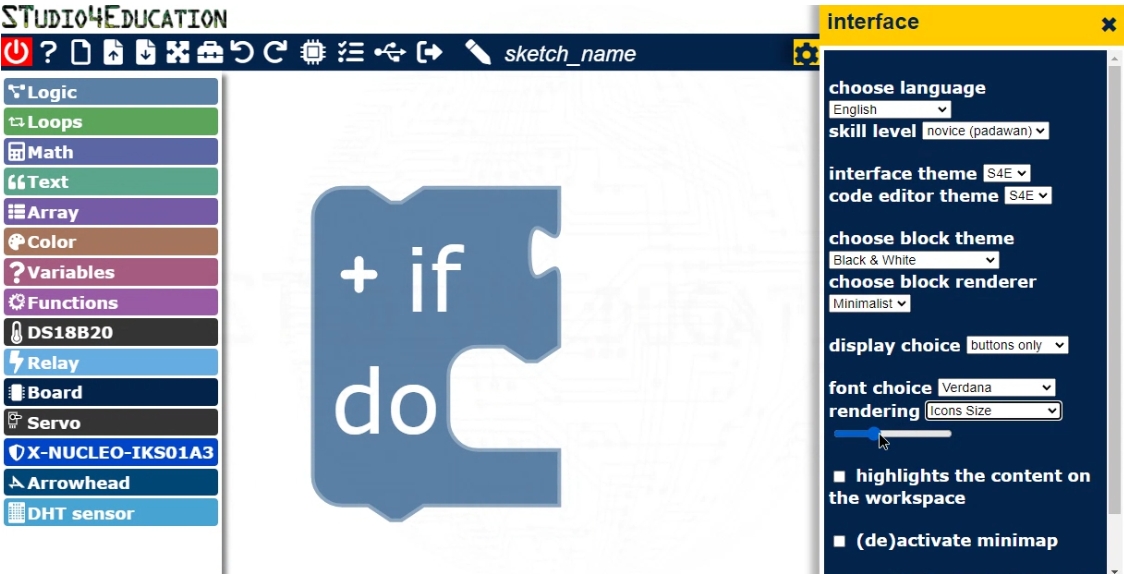 STUDIO4EDUCATION
sketch_name
Logic
Loops
Math
Text
Array
Color
Variables
Functions
DS18B20
Relay
Board
Servo
X-NUCLEO-IKS01A3
Arrowhead
DHT sensor
+ if
do
interface
choose language
English
skill level novice (padawan)
interface theme S4E
code editor theme S4E
choose block theme
Black & White
choose block renderer
Minimalist
display choice buttons only
font choice Verdana
rendering Icons Size
highlights the content on
the workspace
(de)activate minimap